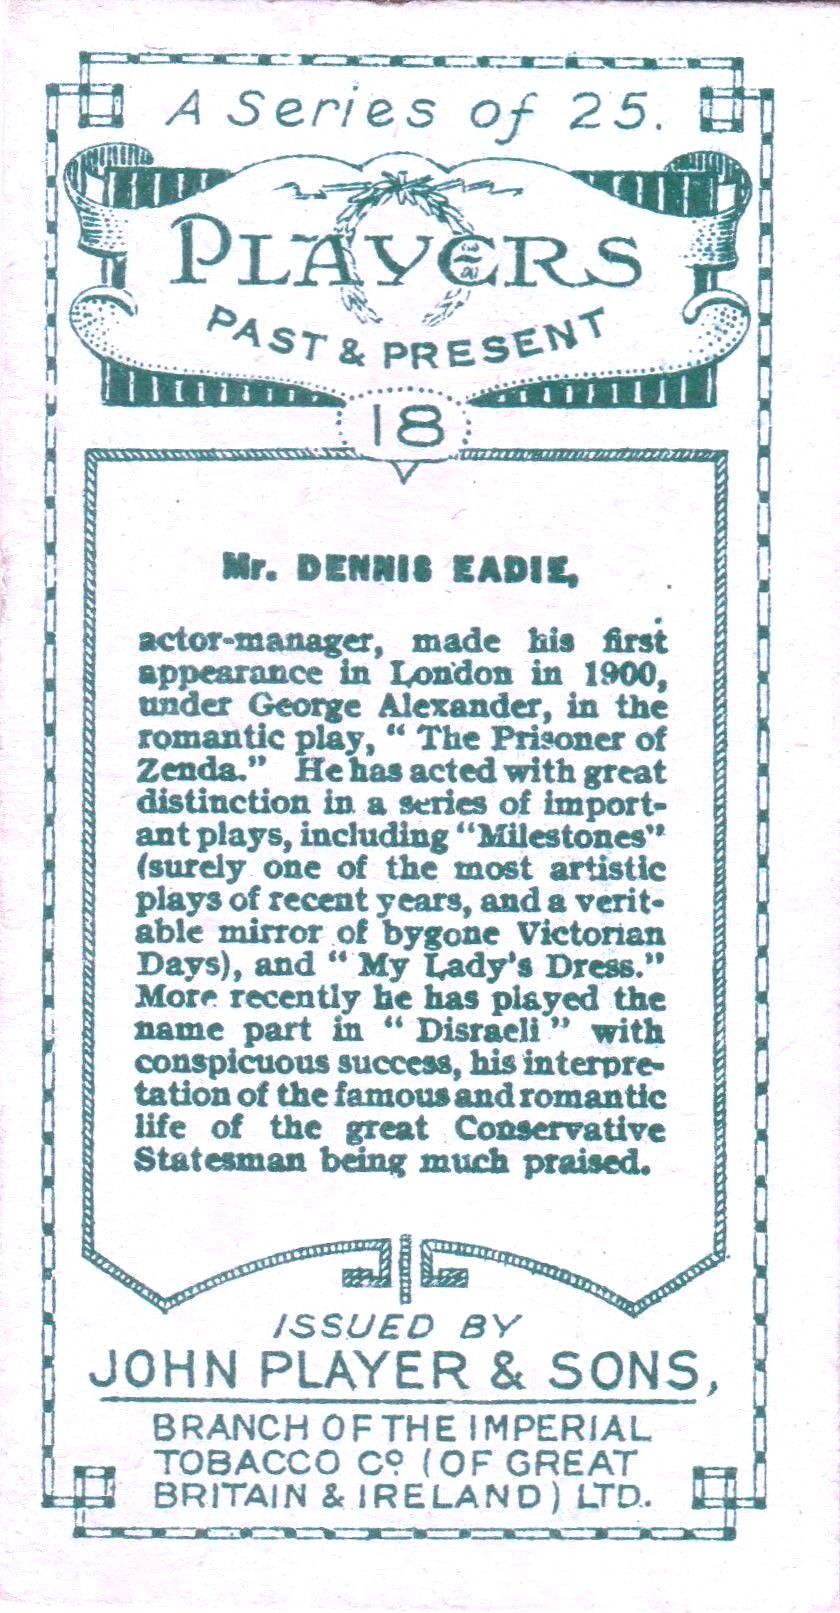 A Series of 25.
PLAYERS
PAST & PRESENT
18
Mr. DENNIS EADIE,
actor-manager, made his first
appearance in London in 1900,
under George Alexander, in the
romantic play, “ The Prisoner of
Zenda.” He has acted with great
distinction in a series of import-
ant plays, including “Milestones”
(surely one of the most artistic
plays of recent years, and a verit-
able mirror of bygone Victorian
Days), and “ My Lady's Dress.”
More recently he has played the
name part in “ Disraeli ” with
conspicuous success, his interpre-
tation of the famous and romantic
life of the great Conservative
Statesman being much praised.
ISSUED BY
JOHN PLAYER & SONS,
BRANCH OF THE IMPERIAL
TOBACCO Cº. (OF GREAT
BRITAIN & IRELAND) LTD.